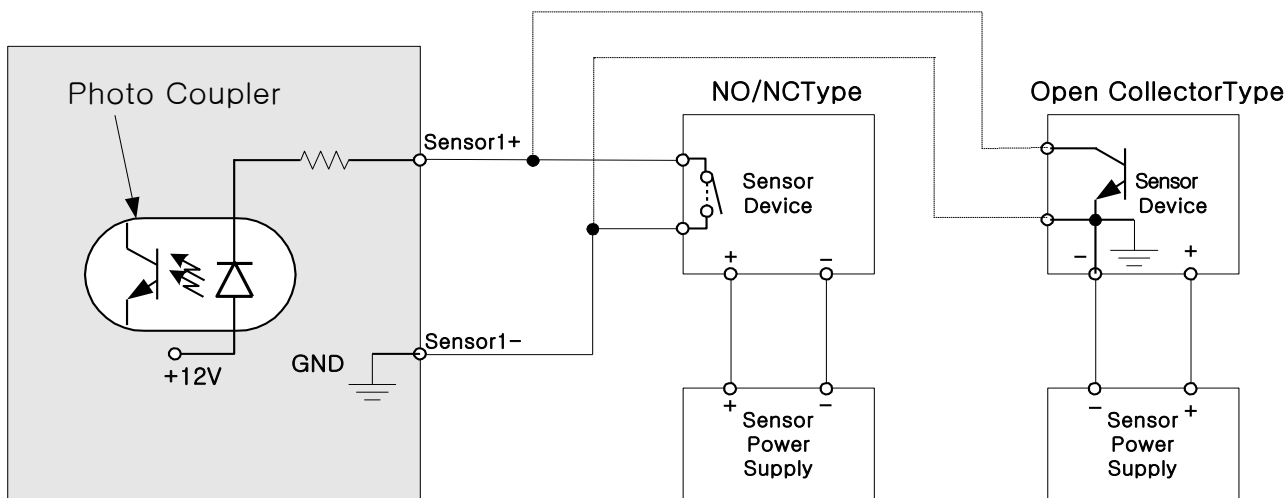 NO/NCType
Open CollectorType
Photo Coupler
Sensor1+
Sensor
Device
Sensor
Device
+
−
−
+
Sensor1−
GND
+12V
+
−
−
+
Sensor
Power
Supply
Sensor
Power
Supply